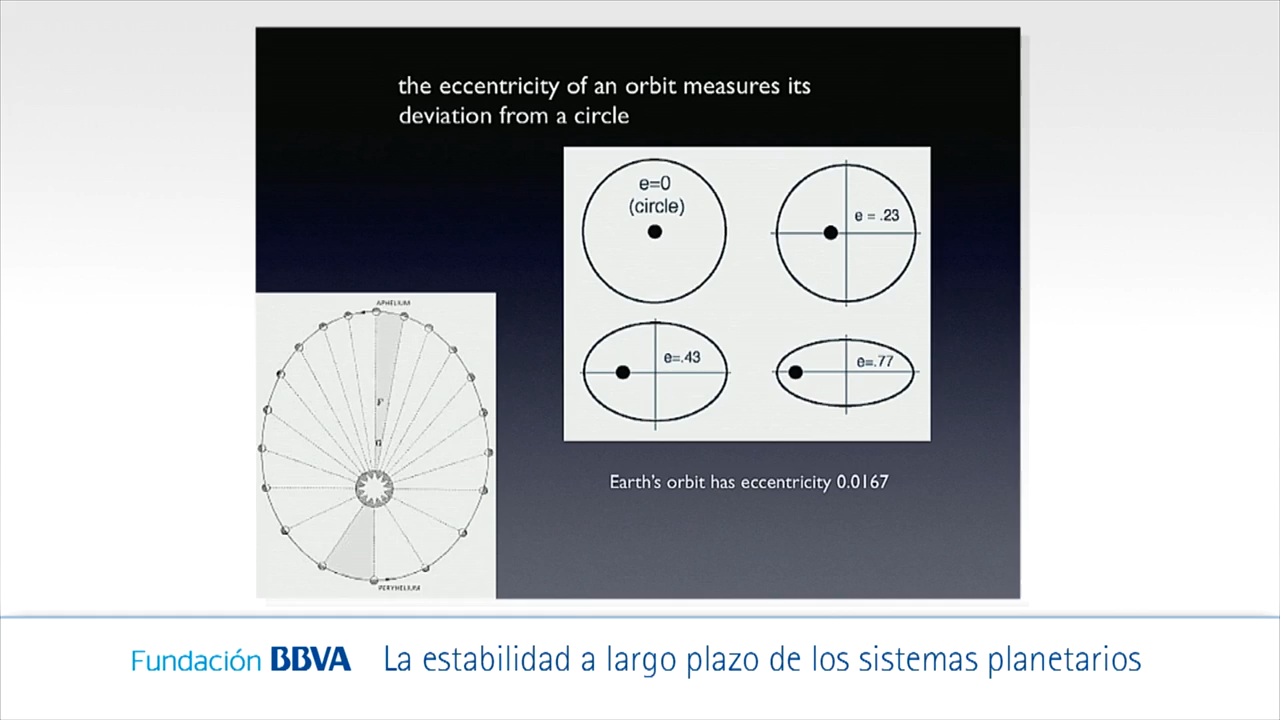 the eccentricity of an orbit measures its
deviation from a circle
e=0
(circle)
e = .23
e=.43
e=.77
Earth's orbit has eccentricity 0.0167
APHELIUM
F
PERYHELIUM
Fundación BBVA La estabilidad a largo plazo de los sistemas planetarios